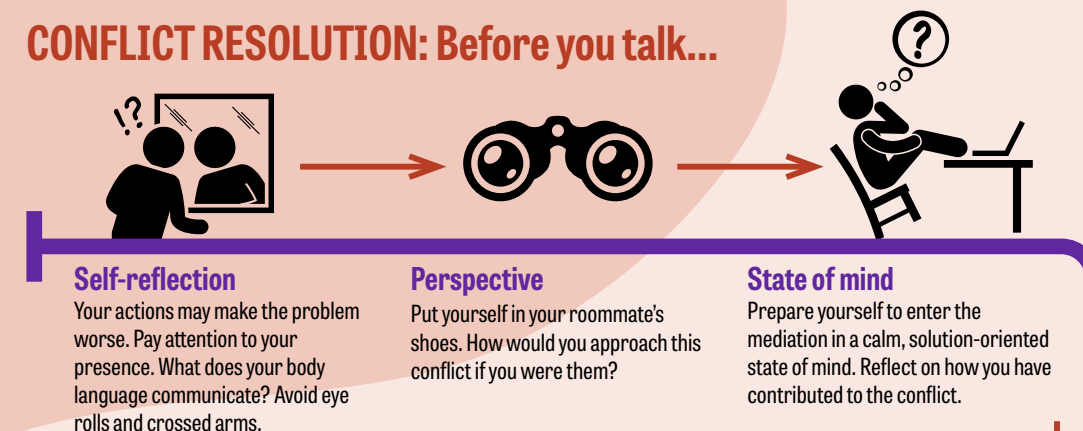 CONFLICT RESOLUTION: Before you talk...
!?
?
Self-reflection
Your actions may make the problem
worse. Pay attention to your
presence. What does your body
language communicate? Avoid eye
rolls and crossed arms.
Perspective
Put yourself in your roommate's
shoes. How would you approach this
conflict if you were them?
State of mind
Prepare yourself to enter the
mediation in a calm, solution-oriented
state of mind. Reflect on how you have
contributed to the conflict.